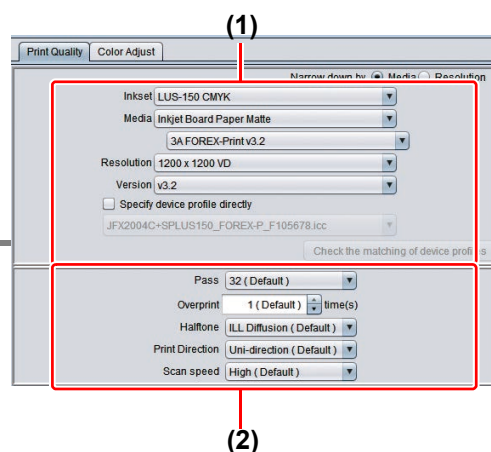 (1)
Print Quality Color Adjust
Narrow down by Media Resolution
Inkset LUS-150 CMYK
Media Inkjet Board Paper Matte
3A FOREX-Print v3.2
Resolution 1200 x 1200 VD
Version v3.2
Specify device profile directly
JFX2004C+SPLUS150_FOREX-P_F105678.icc
Check the matching of device profiles
Pass 32 ( Default )
Overprint 1 ( Default ) time(s)
Halftone ILL Diffusion ( Default )
Print Direction Uni-direction ( Default )
Scan speed High ( Default )
(2)